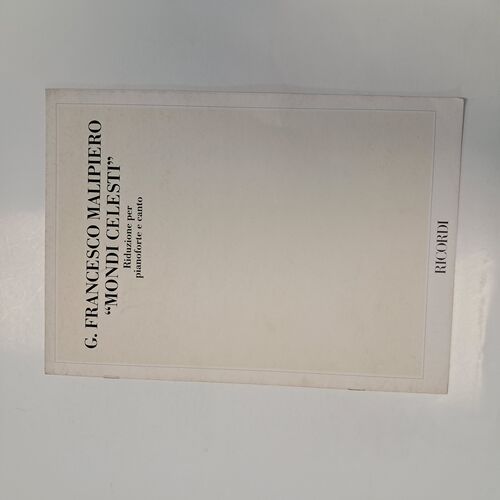 G. FRANCESCO MALIPIERO
“MONDI CELESTI”
Riduzione per
pianoforte e canto
RICORDI